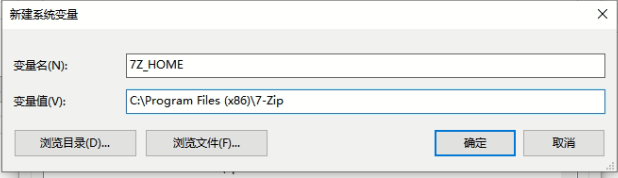 新建系统变量
变量名(N):
7Z_HOME
变量值(V):
C:\Program Files (x86)\7-Zip
浏览目录(D)...
浏览文件(F)...
确定
取消